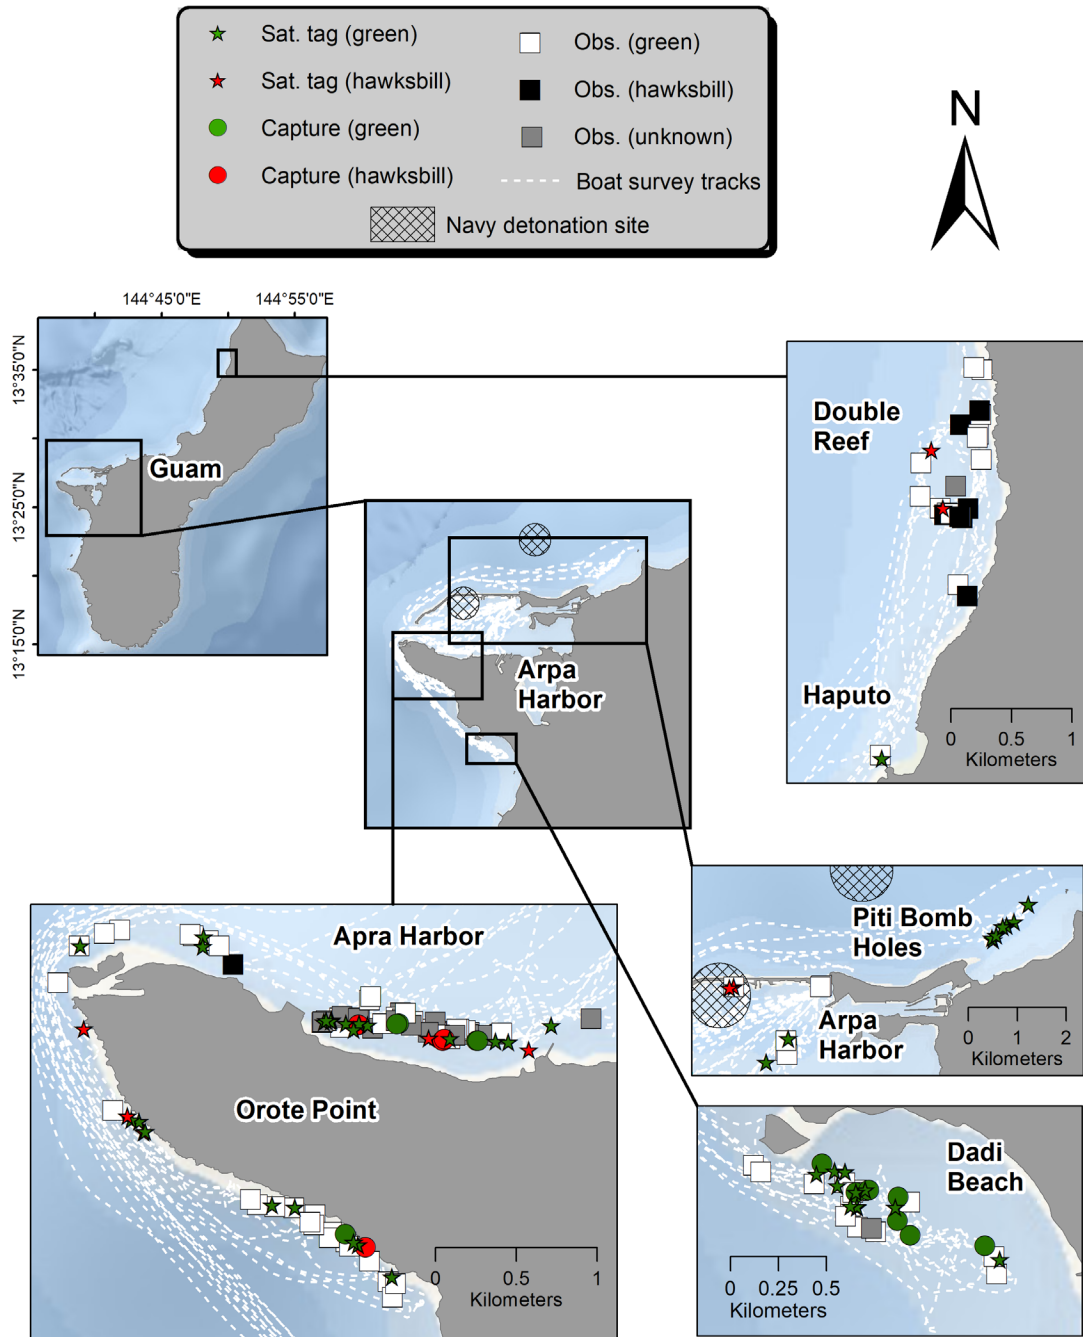 Sat. tag (green)
Sat. tag (hawksbill)
Capture (green)
Capture (hawksbill)
Obs. (green)
Obs. (hawksbill)
Obs. (unknown)
Boat survey tracks
Navy detonation site
N
144°45'0"E
144°55'0"E
13°35'0"N
13°25'0"N
13°15'0"N
Guam
Arpa
Harbor
Double
Reef
Haputo
0 0.5 1
Kilometers
Piti Bomb
Holes
Arpa
Harbor
0 1 2
Kilometers
Apra Harbor
Orote Point
0 0.5 1
Kilometers
Dadi
Beach
0 0.25 0.5
Kilometers